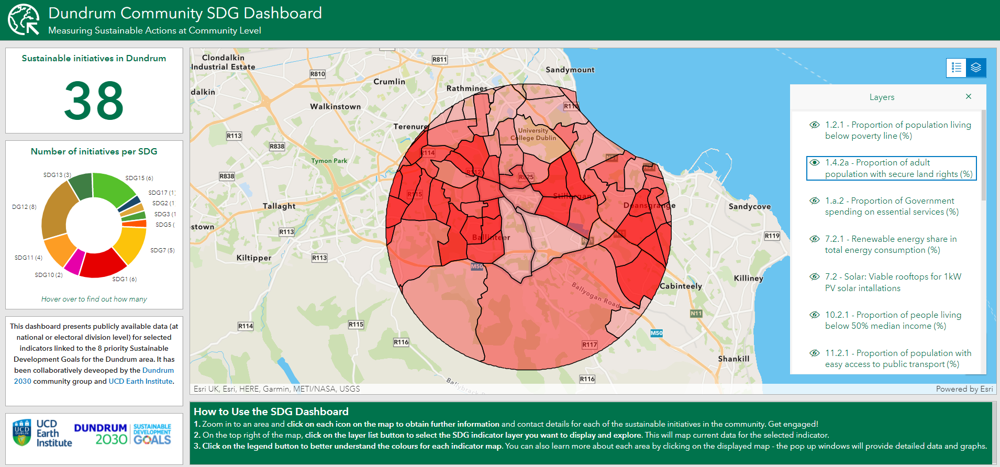 Dundrum Community SDG Dashboard
Measuring Sustainable Actions at Community Level
Sustainable initiatives in Dundrum
38
Number of initiatives per SDG
SDG13 (3)
SDG15 (6)
SDG17 (1)
SDG2 (1
SDG3 (1
SDG5 (
DG12 (8)
SDG7 (5)
SDG11 (4)
SDG10 (2)
SDG1 (6)
Hover over to find out how many
This dashboard presents publicly available data (at
national or electoral division level) for selected
indicators linked to the 8 priority Sustainable
Development Goals for the Dundrum area. It has
been collaboratively deveoped by the Dundrum
2030 community group and UCD Earth Institute.
UCD
DUBLIN
UCD
Earth
Institute
DUNDRUM
2030
SUSTAINABLE
DEVELOPMENT
GOALS
Clondalkin
Industrial Estate
R811
R810
Sandymount
Crumlin
Rathmines
dalkin
Walkinstown
R118
Terenure
University
College Dublin
R113
R838
R114
Tymon Park
R838
R112
R825
R115
Stillorgan
Tallaght
Deansgrange
Sandycove
stown
R113
Ballinteer
R119
Kiltipper
R113
M50
Killiney
Cabinteely
Ballyogan Road
N11
R114
R115
M50
R116
R117
Shankill
R116
Ballybrack R
Esri UK, Esri, HERE, Garmin, METI/NASA, USGS
Powered by Esri
Layers
1.2.1 - Proportion of population living
below poverty line (%)
1.4.2a - Proportion of adult
population with secure land rights (%)
1.a.2 - Proportion of Government
spending on essential services (%)
7.2.1 - Renewable energy share in
total energy consumption (%)
7.2 - Solar: Viable rooftops for 1kW
PV solar intallations
10.2.1 - Proportion of people living
below 50% median income (%)
11.2.1 - Proportion of population with
easy access to public transport (%)
How to Use the SDG Dashboard
1. Zoom in to an area and click on each icon on the map to obtain further information and contact details for each of the sustainable initiatives in the community. Get engaged!
2. On the top right of the map, click on the layer list button to select the SDG indicator layer you want to display and explore. This will map current data for the selected indicator.
3. Click on the legend button to better understand the colours for each indicator map. You can also learn more about each area by clicking on the displayed map - the pop up windows will provide detailed data and graphs.